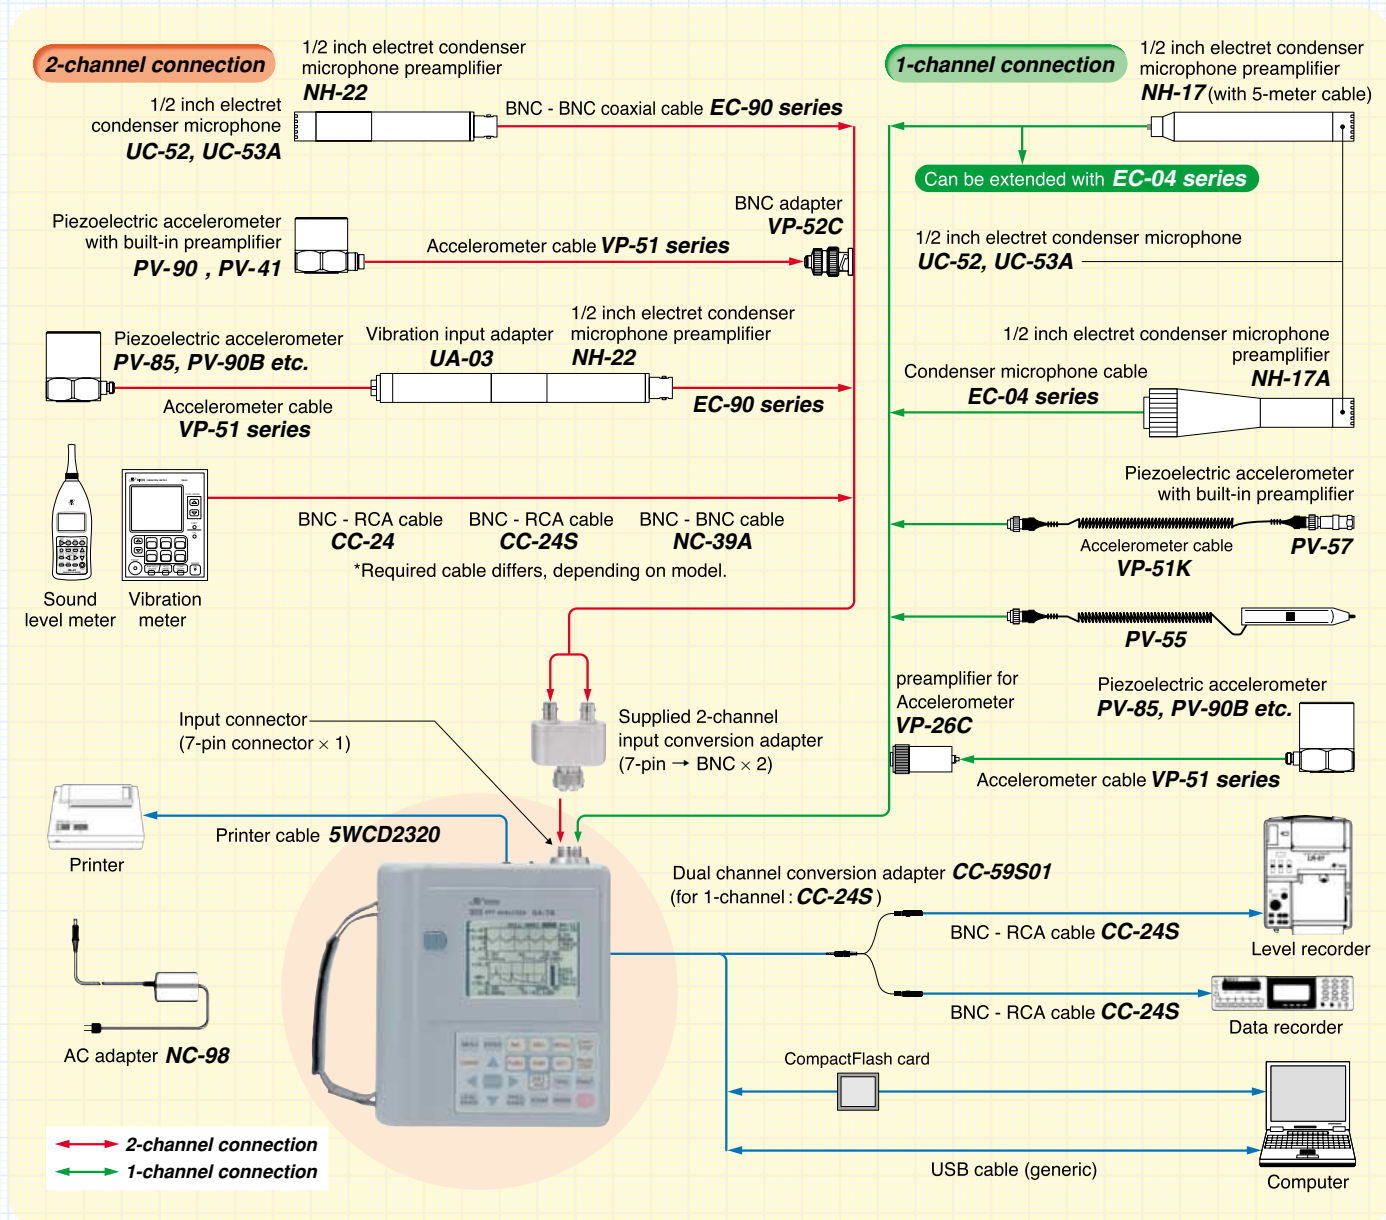 2-channel connection
1/2 inch electret condenser
microphone preamplifier
NH-22
1/2 inch electret
condenser microphone
UC-52, UC-53A
BNC - BNC coaxial cable EC-90 series
Piezoelectric accelerometer
with built-in preamplifier
PV-90 , PV-41
Accelerometer cable VP-51 series
BNC adapter
VP-52C
Piezoelectric accelerometer
PV-85, PV-90B etc.
Vibration input adapter
UA-03
1/2 inch electret condenser
microphone preamplifier
NH-22
Accelerometer cable
VP-51 series
EC-90 series
BNC - RCA cable
CC-24
BNC - RCA cable
CC-24S
BNC - BNC cable
NC-39A
*Required cable differs, depending on model.
Sound
level meter
Vibration
meter
1-channel connection
1/2 inch electret condenser
microphone preamplifier
NH-17 (with 5-meter cable)
Can be extended with EC-04 series
1/2 inch electret condenser microphone
UC-52, UC-53A
1/2 inch electret condenser microphone
preamplifier
NH-17A
Condenser microphone cable
EC-04 series
Piezoelectric accelerometer
with built-in preamplifier
PV-57
Accelerometer cable
VP-51K
PV-55
preamplifier for
Accelerometer
VP-26C
Piezoelectric accelerometer
PV-85, PV-90B etc.
Accelerometer cable VP-51 series
Input connector
(7-pin connector × 1)
Supplied 2-channel
input conversion adapter
(7-pin → BNC × 2)
Printer cable 5WCD2320
Printer
AC adapter NC-98
Dual channel conversion adapter CC-59S01
(for 1-channel : CC-24S )
BNC - RCA cable CC-24S
Level recorder
BNC - RCA cable CC-24S
Data recorder
CompactFlash card
USB cable (generic)
Computer
2-channel connection
1-channel connection